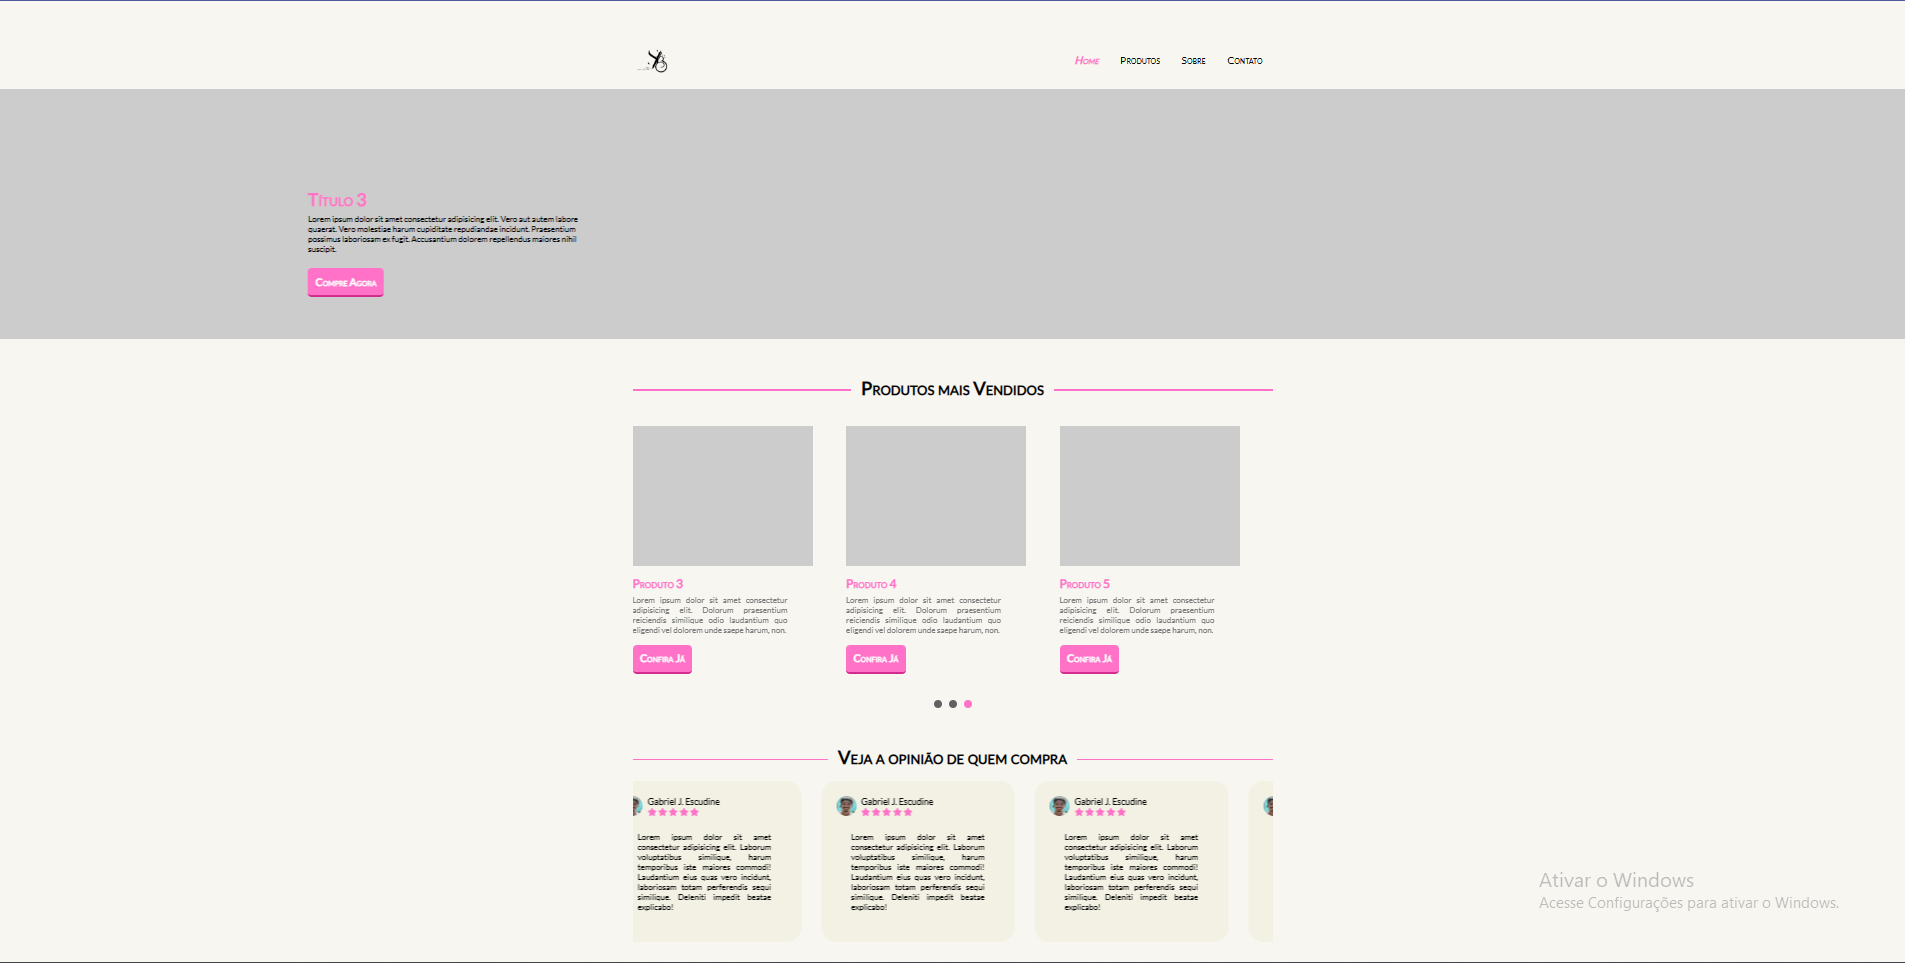 Home Produtos Sobre Contato
Título 3
Lorem ipsum dolor sit amet consectetur adipisicing elit. Vero aut autem labore
quaerat. Vero molestiae harum cupiditate repudiandae incidunt. Praesentium
possimus laboriosam ex fugit. Accusantium dolorem repellendus maiores nihil
suscipit.
Compre Agora
Produtos mais Vendidos
Produto 3
Lorem ipsum dolor sit amet consectetur
adipisicing elit. Dolorum praesentium
reiciendis similique odio laudantium quo
eligendi vel dolorem unde saepe harum, non.
Confira Já
Produto 4
Lorem ipsum dolor sit amet consectetur
adipisicing elit. Dolorum praesentium
reiciendis similique odio laudantium quo
eligendi vel dolorem unde saepe harum, non.
Confira Já
Produto 5
Lorem ipsum dolor sit amet consectetur
adipisicing elit. Dolorum praesentium
reiciendis similique odio laudantium quo
eligendi vel dolorem unde saepe harum, non.
Confira Já
Veja a opinião de quem compra
Gabriel J. Escudine
Lorem ipsum dolor sit amet
consectetur adipisicing elit. Laborum
voluptatibus similique, harum
temporibus iste maiores commodi!
Laudantium eius quas vero incidunt,
laboriosam totam perferendis sequi
similique. Deleniti impedit beatae
explicabo!
Gabriel J. Escudine
Lorem ipsum dolor sit amet
consectetur adipisicing elit. Laborum
voluptatibus similique, harum
temporibus iste maiores commodi!
Laudantium eius quas vero incidunt,
laboriosam totam perferendis sequi
similique. Deleniti impedit beatae
explicabo!
Gabriel J. Escudine
Lorem ipsum dolor sit amet
consectetur adipisicing elit. Laborum
voluptatibus similique, harum
temporibus iste maiores commodi!
Laudantium eius quas vero incidunt,
laboriosam totam perferendis sequi
similique. Deleniti impedit beatae
explicabo!
Ativar o Windows
Acesse Configurações para ativar o Windows.